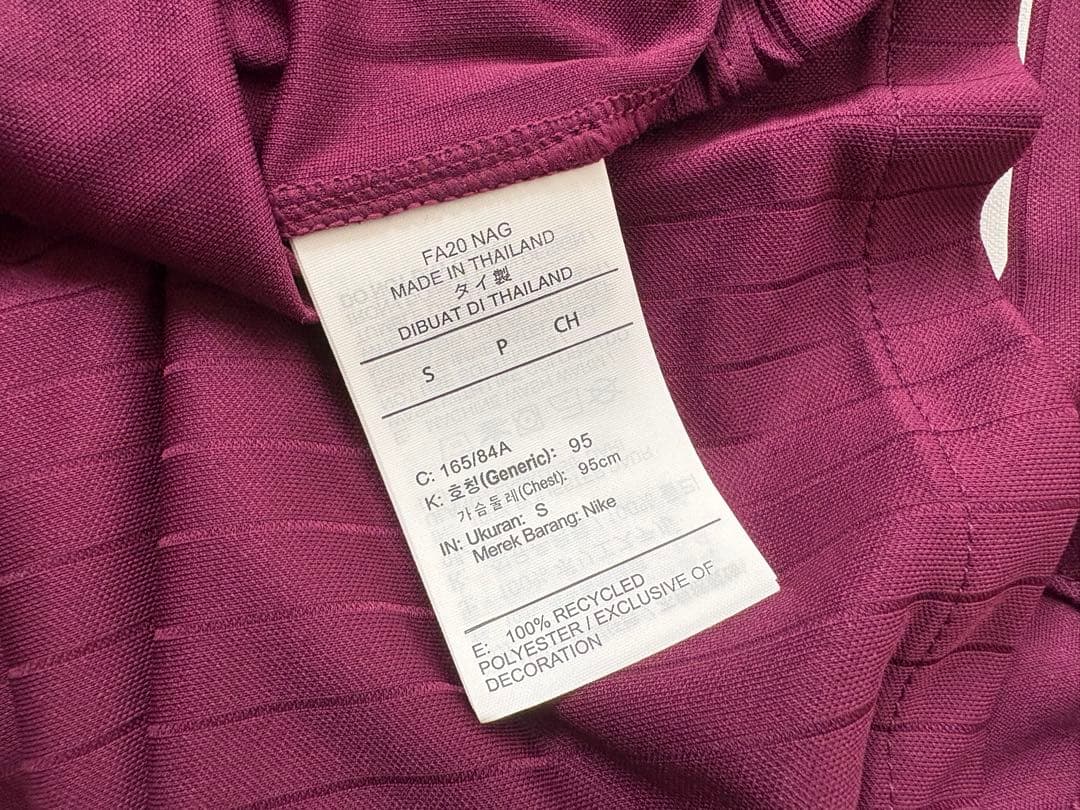 FA20 NAG
MADE IN THAILAND
タイ製
DIBUAT DI THAILAND
S P CH
C: 165/84A
K: 호칭(Generic): 95
가슴둘레(Chest): 95cm
IN: Ukuran: S
Merek Barang: Nike
E: 100% RECYCLED
POLYESTER / EXCLUSIVE OF
DECORATION